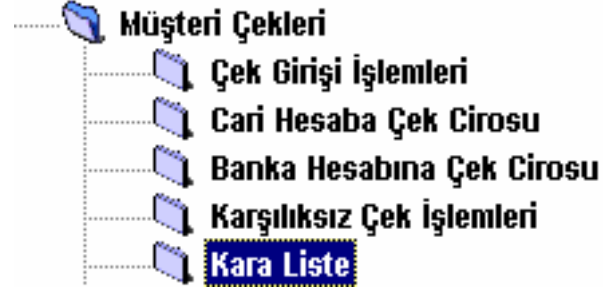 Müşteri Çekleri
Çek Girişi İşlemleri
Cari Hesaba Çek Cirosu
Banka Hesabına Çek Cirosu
Karşılıksız Çek İşlemleri
Kara Liste